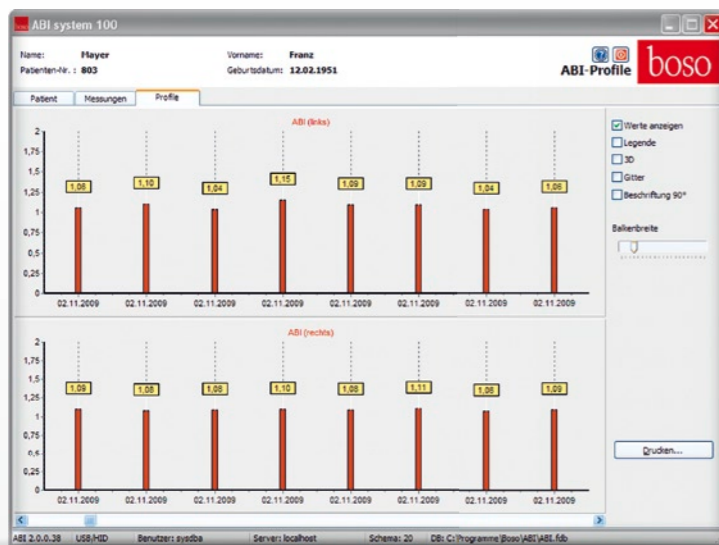 boso ABI system 100
Name: Mayer Vorname: Franz
Patienten-Nr. : 803 Geburtsdatum: 12.02.1951
ABI-Profile boso
Patient Messungen Profile
ABI (links)
2
1,75
1,5
1,25
1
0,75
0,5
0,25
0
1,06 1,10 1,04 1,15 1,09 1,09 1,04 1,06
02.11.2009 02.11.2009 02.11.2009 02.11.2009 02.11.2009 02.11.2009 02.11.2009 02.11.2009
Werte anzeigen
Legende
3D
Gitter
Beschriftung 90°
Balkenbreite
ABI (rechts)
2
1,75
1,5
1,25
1
0,75
0,5
0,25
0
1,09 1,08 1,08 1,10 1,08 1,11 1,06 1,09
02.11.2009 02.11.2009 02.11.2009 02.11.2009 02.11.2009 02.11.2009 02.11.2009 02.11.2009
Drucken...
ABI 2.0.0.38 USB/HID Benutzer: sysdba Server: localhost Schema: 20 DB: C:\Programme\Boso\ABI\ABI.fdb